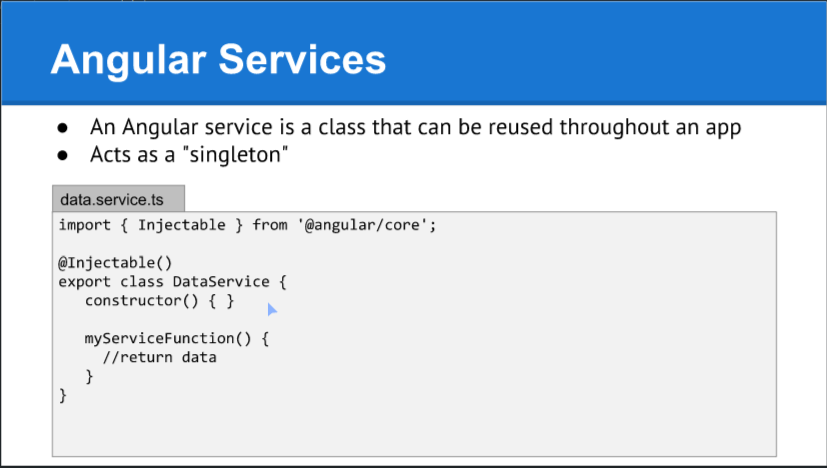 Angular Services
● An Angular service is a class that can be reused throughout an app
● Acts as a "singleton"
data.service.ts
import { Injectable } from '@angular/core';
@Injectable()
export class DataService {
constructor() { }
myServiceFunction() {
//return data
}
}